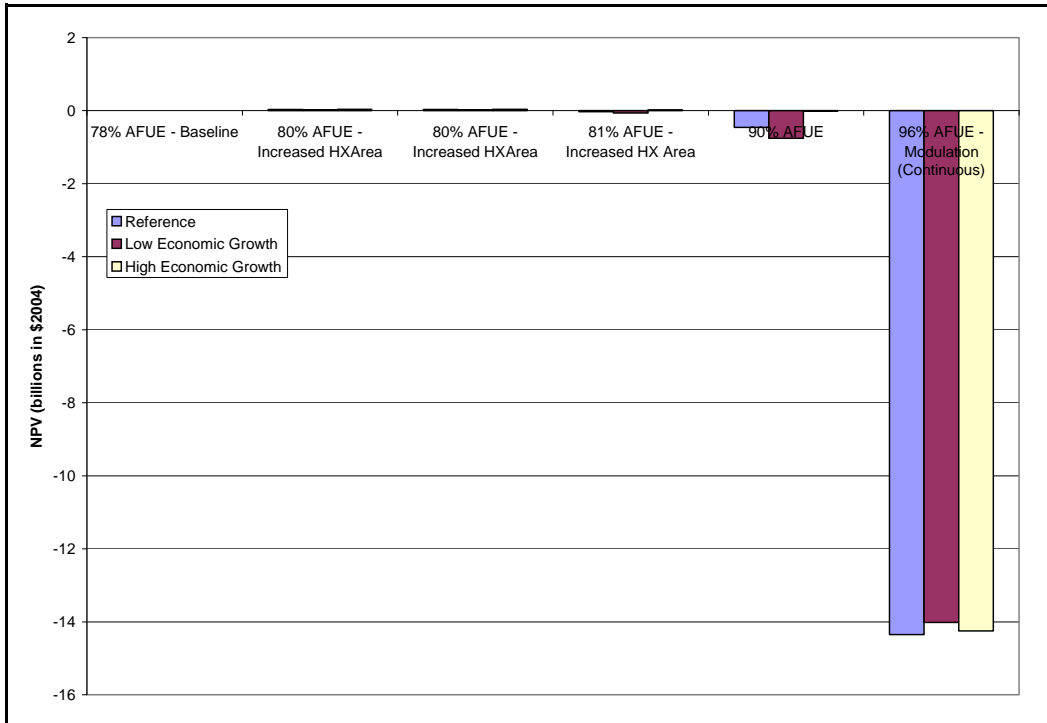 2
0
-2
-4
-6
-8
-10
-12
-14
-16
NPV (billions in $2004)
78% AFUE - Baseline
80% AFUE -
Increased HXArea
80% AFUE -
Increased HXArea
81% AFUE -
Increased HX Area
90% AFUE
96% AFUE -
Modulation
(Continuous)
Reference
Low Economic Growth
High Economic Growth